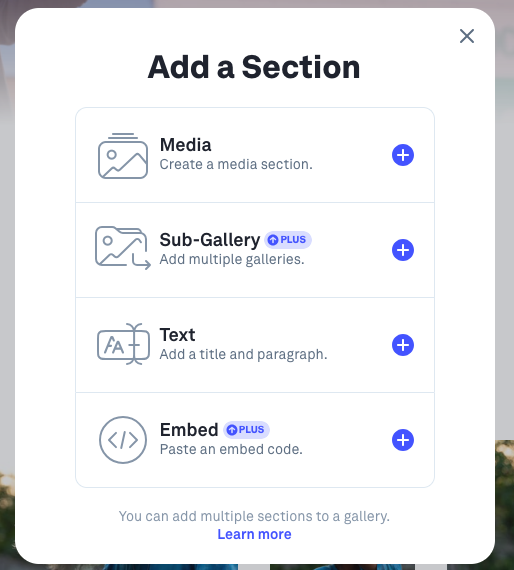 Add a Section
Media
Create a media section.
Sub-Gallery PLUS
Add multiple galleries.
AA
Text
Add a title and paragraph.
</>
Embed PLUS
Paste an embed code.
You can add multiple sections to a gallery.
Learn more